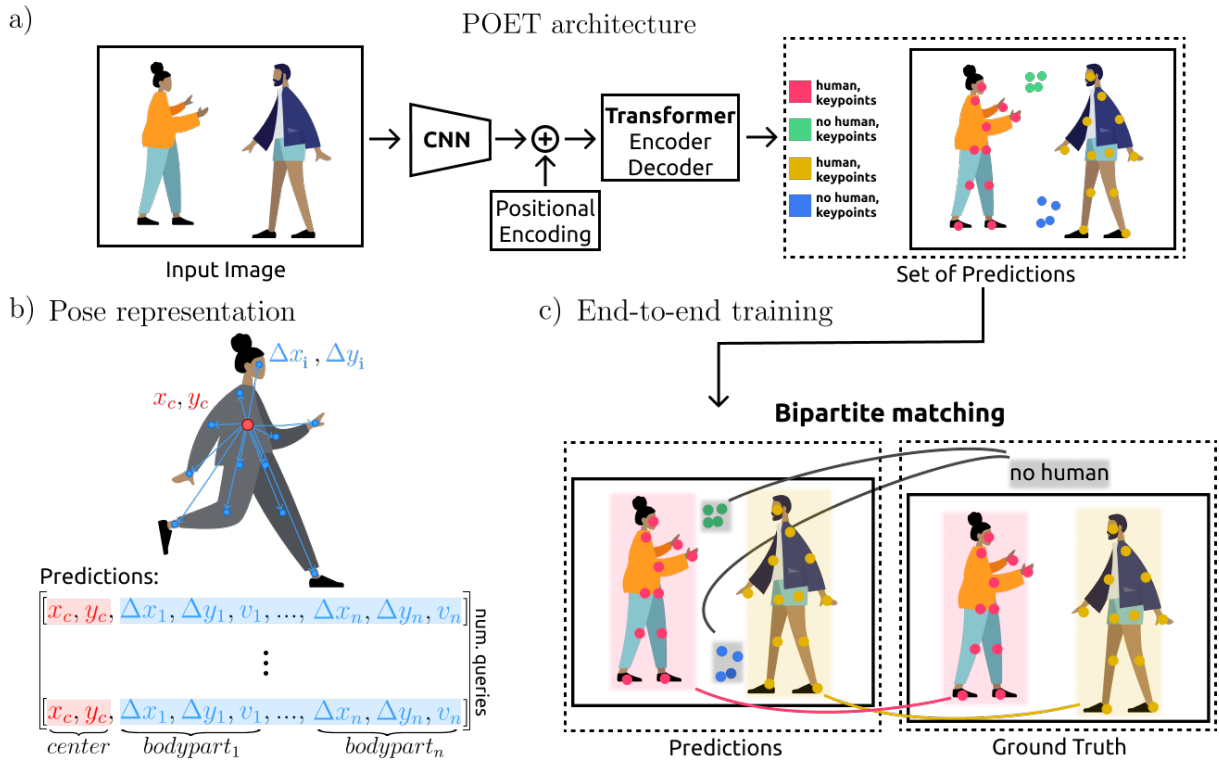 a) POET architecture
CNN
+
Positional
Encoding
Transformer
Encoder
Decoder
human,
keypoints
no human,
keypoints
human,
keypoints
no human,
keypoints
Input Image
Set of Predictions
b) Pose representation
Δx_i , Δy_i
x_c, y_c
Predictions:
[x_c, y_c, Δx_1, Δy_1, v_1, ..., Δx_n, Δy_n, v_n]
⋮
[x_c, y_c, Δx_1, Δy_1, v_1, ..., Δx_n, Δy_n, v_n]
center bodypart_1 bodypart_n
num. queries
c) End-to-end training
Bipartite matching
no human
Predictions
Ground Truth